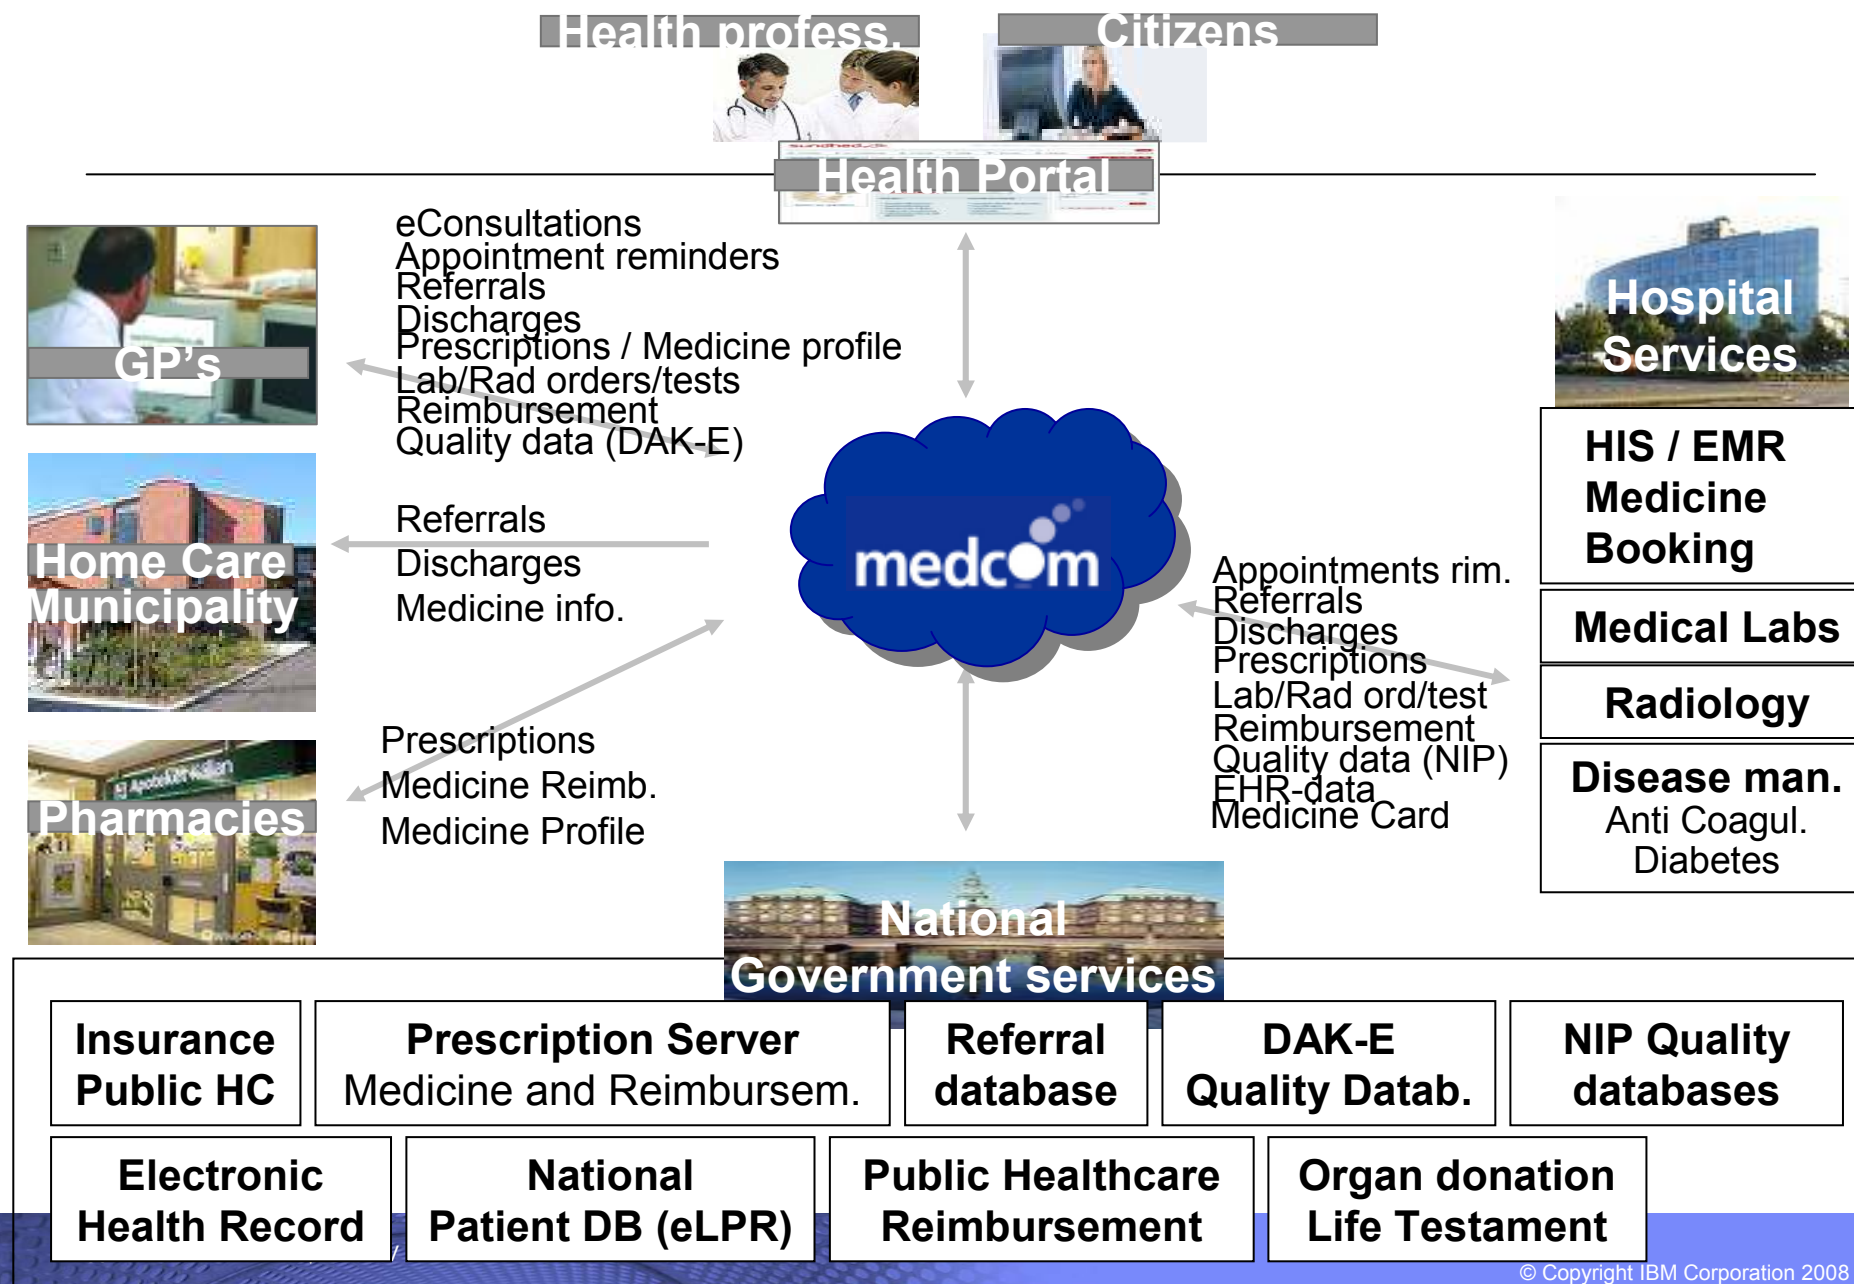 Health profess.
Citizens
sundhed.dk
Health Portal
eConsultations
Appointment reminders
Referrals
Discharges
Prescriptions / Medicine profile
Lab/Rad orders/tests
Reimbursement
Quality data (DAK-E)
GP's
Hospital
Services
HIS / EMR
Medicine
Booking
Medical Labs
Radiology
Disease man.
Anti Coagul.
Diabetes
Home Care
Municipality
Referrals
Discharges
Medicine info.
medcom
Appointments rim.
Referrals
Discharges
Prescriptions
Lab/Rad ord/test
Reimbursement
Quality data (NIP)
EHR-data
Medicine Card
Apoteket Källan
Pharmacies
Prescriptions
Medicine Reimb.
Medicine Profile
National
Government services
Insurance
Public HC
Prescription Server
Medicine and Reimbursem.
Referral
database
DAK-E
Quality Datab.
NIP Quality
databases
Electronic
Health Record
National
Patient DB (eLPR)
Public Healthcare
Reimbursement
Organ donation
Life Testament
© Copyright IBM Corporation 2008